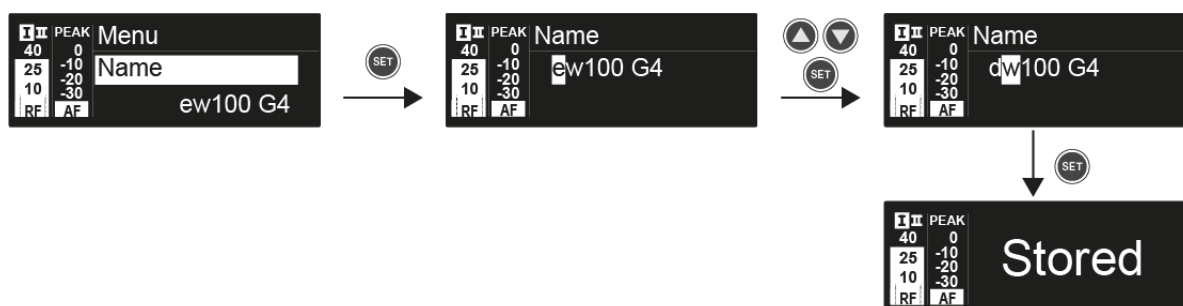 I II PEAK Menu
40 0
25 -10 Name
-20
10 -30 ew100 G4
RF AF
SET
I II PEAK Name
40 0
25 -10 ew100 G4
-20
10 -30
RF AF
SET
I II PEAK Name
40 0
25 -10 dw100 G4
-20
10 -30
RF AF
SET
I II PEAK
40 0
25 -10 Stored
-20
10 -30
RF AF